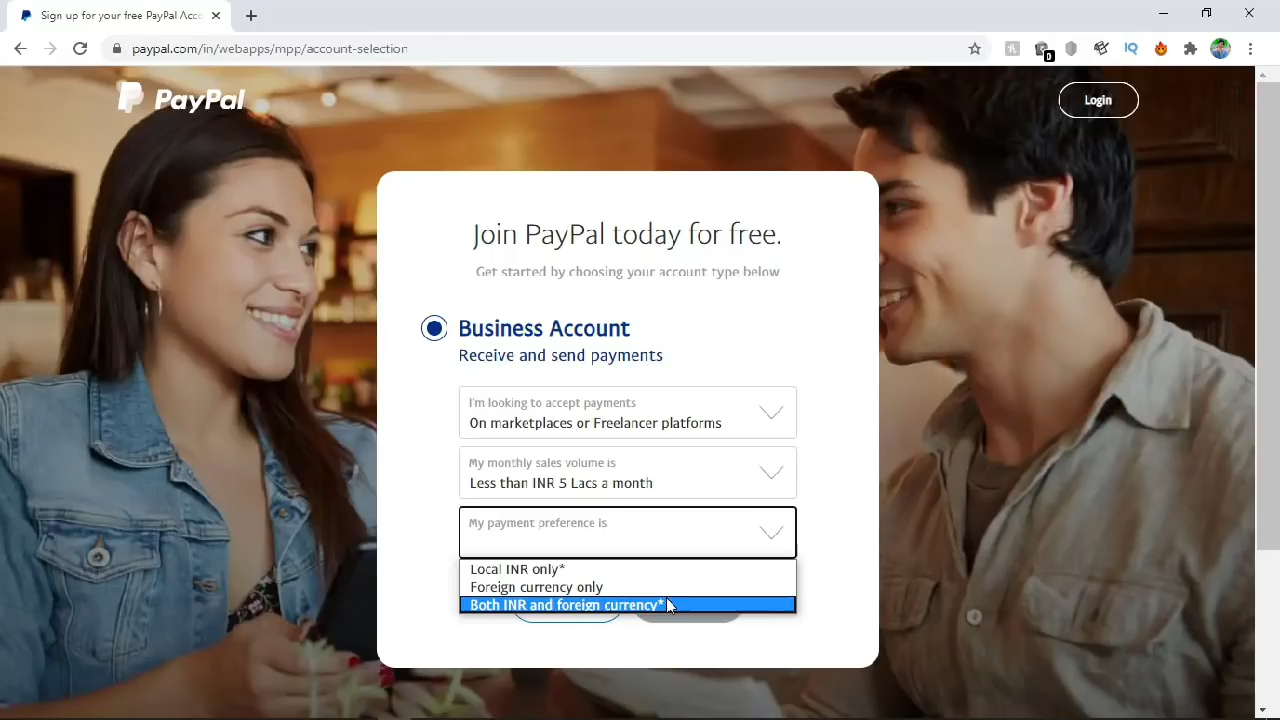 Sign up for your free PayPal Acc
paypal.com/in/webapps/mpp/account-selection
0
IQ
PayPal
Login
Join PayPal today for free.
Get started by choosing your account type below
Business Account
Receive and send payments
I'm looking to accept payments
On marketplaces or Freelancer platforms
My monthly sales volume is
Less than INR 5 Lacs a month
My payment preference is
Local INR only*
Foreign currency only
Both INR and foreign currency*